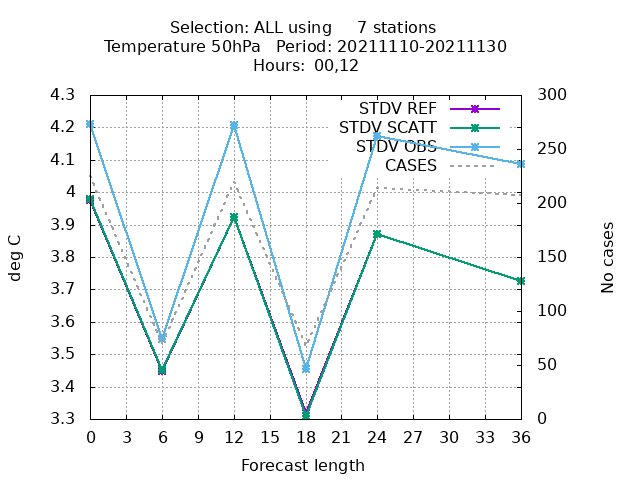 Selection: ALL using     7 stations
Temperature 50hPa   Period: 20211110-20211130
Hours: 00,12
4.3
4.2
4.1
4
3.9
3.8
3.7
3.6
3.5
3.4
3.3
deg C
STDV REF
STDV SCATT
STDV OBS
CASES
300
250
200
150
100
50
0
No cases
0 3 6 9 12 15 18 21 24 27 30 33 36
Forecast length